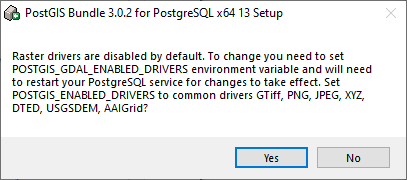 PostGIS Bundle 3.0.2 for PostgreSQL x64 13 Setup
Raster drivers are disabled by default. To change you need to set
POSTGIS_GDAL_ENABLED_DRIVERS environment variable and will need
to restart your PostgreSQL service for changes to take effect. Set
POSTGIS_ENABLED_DRIVERS to common drivers GTiff, PNG, JPEG, XYZ,
DTED, USGSDEM, AAIGrid?
Yes
No